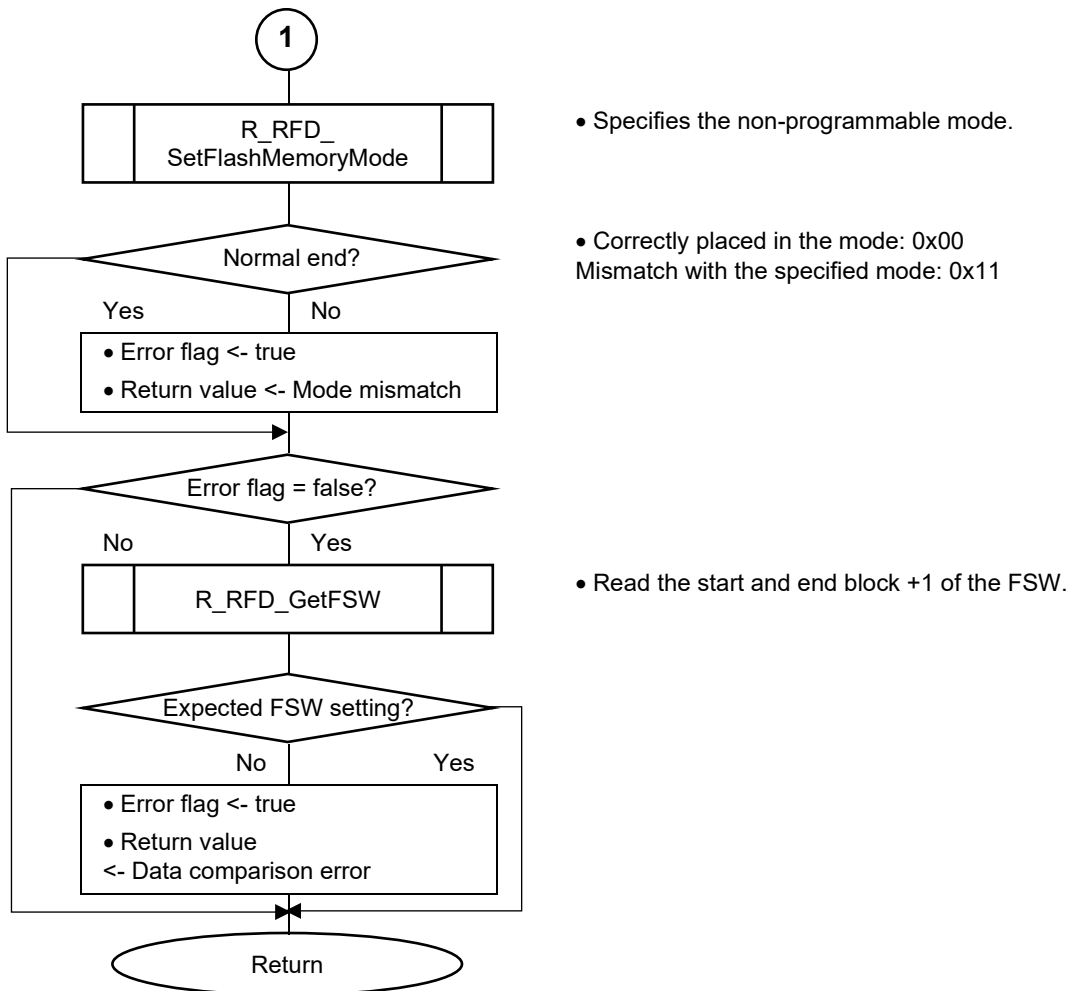 1
R_RFD_
SetFlashMemoryMode
• Specifies the non-programmable mode.
Normal end?
• Correctly placed in the mode: 0x00
Mismatch with the specified mode: 0x11
Yes No
• Error flag <- true
• Return value <- Mode mismatch
Error flag = false?
No Yes
R_RFD_GetFSW
• Read the start and end block +1 of the FSW.
Expected FSW setting?
No Yes
• Error flag <- true
• Return value
<- Data comparison error
Return